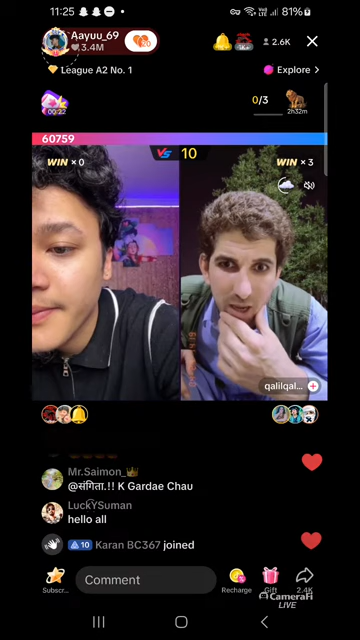 11:25
VoLTE
81%
Aayuu_69
3.4M
20
2.6K
League A2 No. 1
Explore >
00:22
0/3
2h32m
60759
VS
10
WIN × 0
WIN × 3
qalilqal...
Mr.Saimon_
@संगिता.!! K Gardae Chau
LuckYSuman
hello all
10 Karan BC367 joined
Subscr...
Comment
Recharge
Gift
2.4K
CameraFi
LIVE